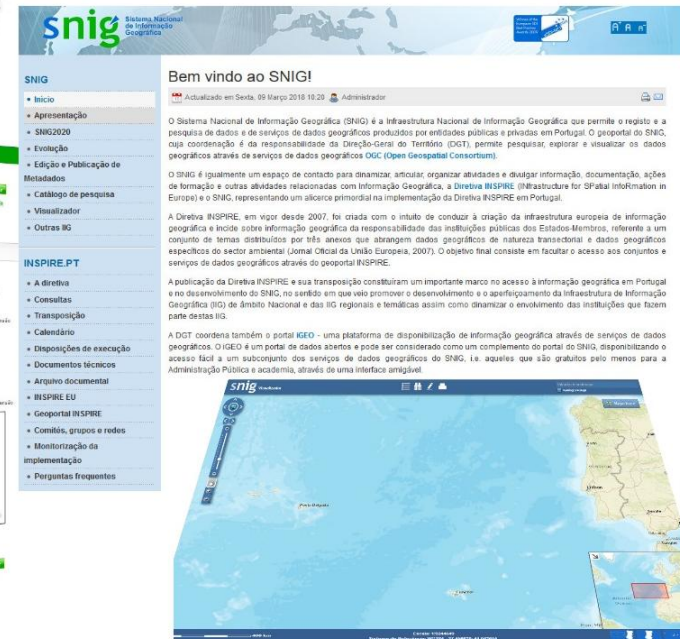 snig Sistema Nacional
de Informação
Geográfica
SNIG
Início
Apresentação
SNIG2020
Evolução
Edição e Publicação de
Metadados
Catálogo de pesquisa
Visualizador
Outras IIG
INSPIRE.PT
A diretiva
Consultas
Transposição
Calendário
Disposições de execução
Documentos técnicos
Arquivo documental
INSPIRE EU
Geoportal INSPIRE
Comitês, grupos e redes
Monitorização da
implementação
Perguntas frequentes
Bem vindo ao SNIG!
Actualizado em Sexta, 09 Março 2018 10:20 Administrador
O Sistema Nacional de Informação Geográfica (SNIG) é a Infraestrutura Nacional de Informação Geográfica que permite o registo e a
pesquisa de dados e de serviços de dados geográficos produzidos por entidades públicas e privadas em Portugal. O geoportal do SNIG,
cuja coordenação é da responsabilidade da Direção-Geral do Território (DGT), permite pesquisar, explorar e visualizar os dados
geográficos através de serviços de dados geográficos OGC (Open Geospatial Consortium).
O SNIG é igualmente um espaço de contacto para dinamizar, articular, organizar atividades e divulgar informação, documentação, ações
de formação e outras atividades relacionadas com Informação Geográfica, a Diretiva INSPIRE (INfrastructure for SPatial InfoRmation in
Europe) e o SNIG, representando um alicerce primordial na implementação da Diretiva INSPIRE em Portugal.
A Diretiva INSPIRE, em vigor desde 2007, foi criada com o intuito de conduzir à criação da infraestrutura europeia de informação
geográfica e incide sobre informação geográfica da responsabilidade das instituições públicas dos Estados-Membros, referente a um
conjunto de temas distribuídos por três anexos que abrangem dados geográficos de natureza transectorial e dados geográficos
específicos do sector ambiental (Jornal Oficial da União Europeia, 2007). O objetivo final consiste em facultar o acesso aos conjuntos e
serviços de dados geográficos através do geoportal INSPIRE.
A publicação da Diretiva INSPIRE e sua transposição constituíram um importante marco no acesso à informação geográfica em Portugal
e no desenvolvimento do SNIG, no sentido em que veio promover o desenvolvimento e o aperfeiçoamento da Infraestrutura de Informação
Geográfica (IIG) de âmbito Nacional e das IIG regionais e temáticas assim como dinamizar o envolvimento das instituições que fazem
parte destas IIG.
A DGT coordena também o portal iGEO - uma plataforma de disponibilização de informação geográfica através de serviços de dados
geográficos. O iGEO é um portal de dados abertos e pode ser considerado como um complemento do portal do SNIG, disponibilizando o
acesso fácil a um subconjunto dos serviços de dados geográficos do SNIG, i.e. aqueles que são gratuitos pelo menos para a
Administração Pública e academia, através de uma interface amigável.
snig Visualizador
Ponta Delgada
Funchal
Lisboa